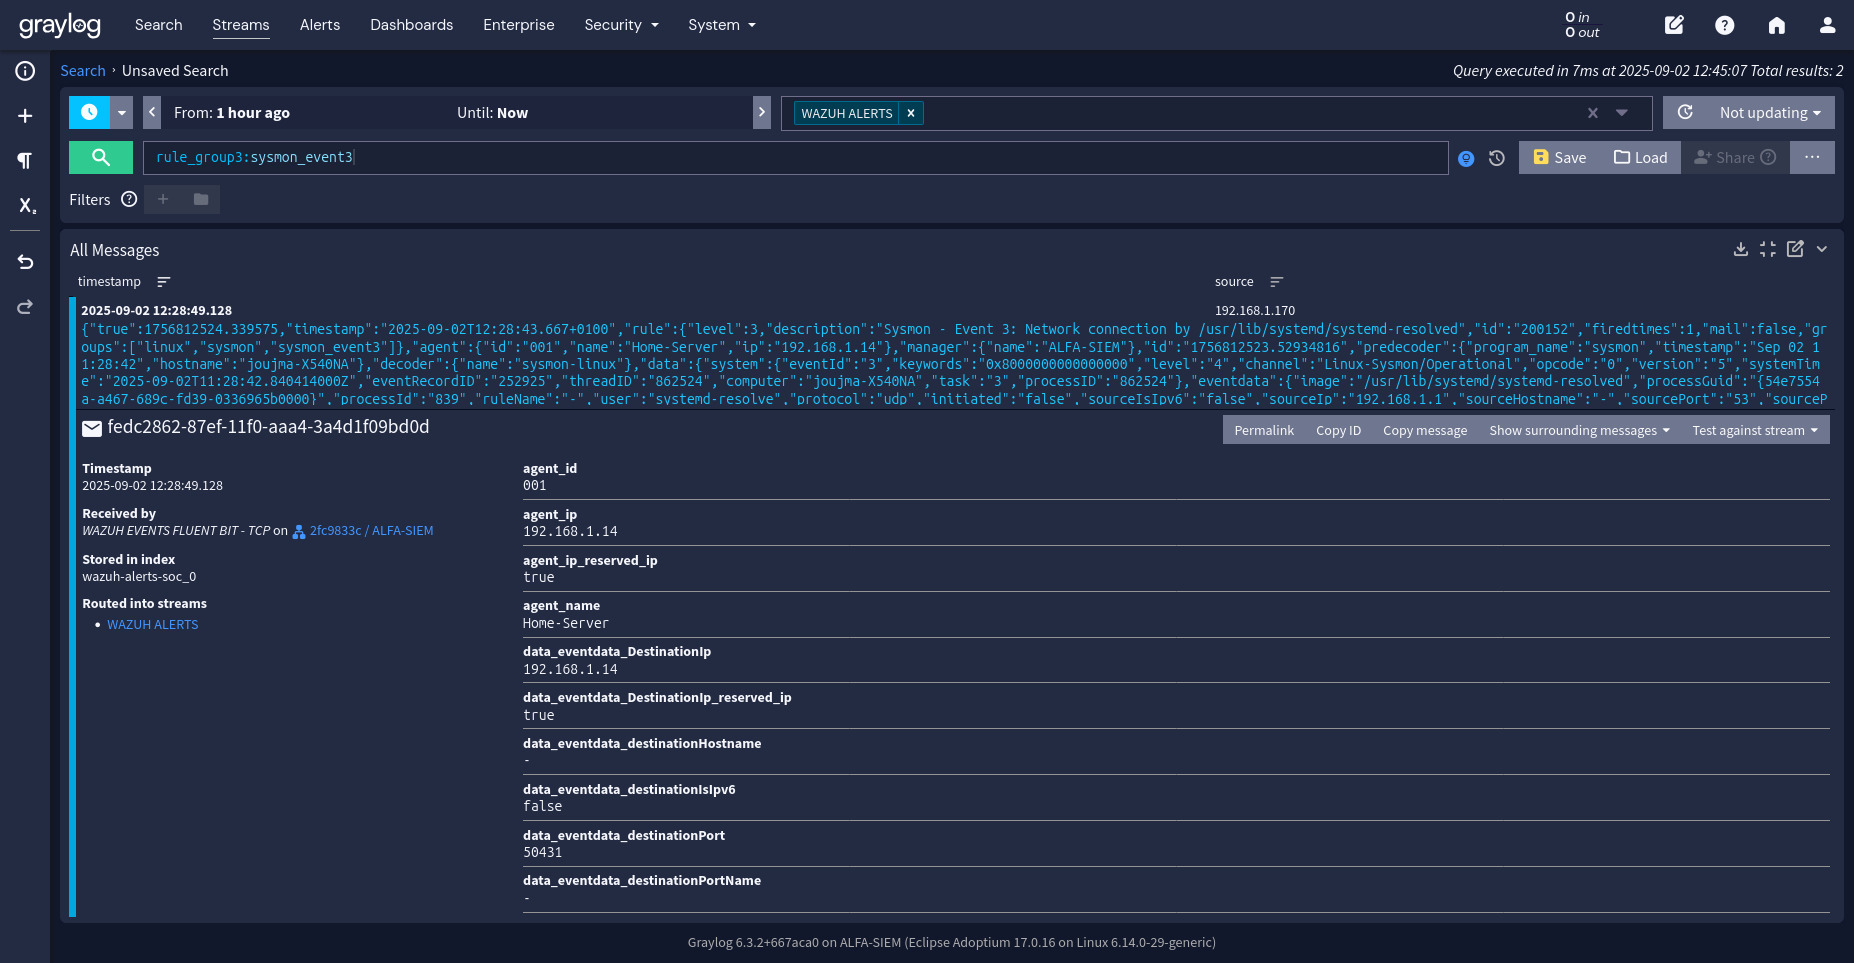 graylog Search Streams Alerts Dashboards Enterprise Security System 0 in
0 out
Search › Unsaved Search Query executed in 7ms at 2025-09-02 12:45:07 Total results: 2
From: 1 hour ago Until: Now WAZUH ALERTS Not updating
rule_group3:sysmon_event3 Save Load Share ...
Filters
All Messages
timestamp source
2025-09-02 12:28:49.128 192.168.1.170
{"true":1756812524.339575,"timestamp":"2025-09-02T12:28:43.667+0100","rule":{"level":3,"description":"Sysmon - Event 3: Network connection by /usr/lib/systemd/systemd-resolved","id":"200152","firedtimes":1,"mail":false,"gr
oups":["linux","sysmon","sysmon_event3"]},"agent":{"id":"001","name":"Home-Server","ip":"192.168.1.14"},"manager":{"name":"ALFA-SIEM"},"id":"1756812523.52934816","predecoder":{"program_name":"sysmon","timestamp":"Sep 02 1
1:28:42","hostname":"joujma-X540NA"},"decoder":{"name":"sysmon-linux"},"data":{"system":{"eventId":"3","keywords":"0x8000000000000000","level":"4","channel":"Linux-Sysmon/Operational","opcode":"0","version":"5","systemTim
e":"2025-09-02T11:28:42.840414000Z","eventRecordID":"252925","threadID":"862524","computer":"joujma-X540NA","task":"3","processID":"862524"},"eventdata":{"image":"/usr/lib/systemd/systemd-resolved","processGuid":"{54e7554
a-a467-689c-fd39-0336965b0000}","processId":"839","ruleName":"-","user":"systemd-resolve","protocol":"udp","initiated":"false","sourceIsIpv6":"false","sourceIp":"192.168.1.1","sourceHostname":"-","sourcePort":"53","sourceP
fedc2862-87ef-11f0-aaa4-3a4d1f09bd0d Permalink Copy ID Copy message Show surrounding messages Test against stream
Timestamp
2025-09-02 12:28:49.128
Received by
WAZUH EVENTS FLUENT BIT - TCP on 2fc9833c / ALFA-SIEM
Stored in index
wazuh-alerts-soc_0
Routed into streams
• WAZUH ALERTS
agent_id
001
agent_ip
192.168.1.14
agent_ip_reserved_ip
true
agent_name
Home-Server
data_eventdata_DestinationIp
192.168.1.14
data_eventdata_DestinationIp_reserved_ip
true
data_eventdata_destinationHostname
-
data_eventdata_destinationIsIpv6
false
data_eventdata_destinationPort
50431
data_eventdata_destinationPortName
-
Graylog 6.3.2+667aca0 on ALFA-SIEM (Eclipse Adoptium 17.0.16 on Linux 6.14.0-29-generic)